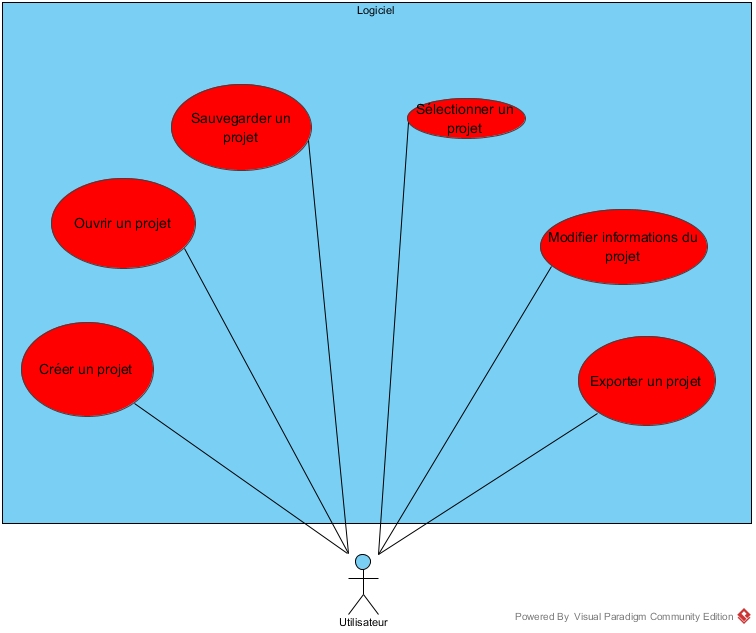 Logiciel
Sauvegarder un
projet
Sélectionner un
projet
Ouvrir un projet
Modifier informations du
projet
Créer un projet
Exporter un projet
Utilisateur
Powered By Visual Paradigm Community Edition